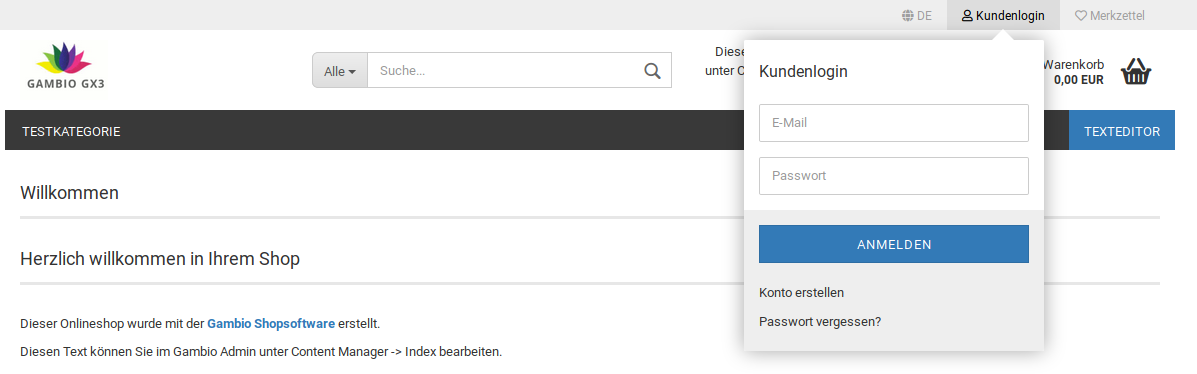 DE Kundenlogin Merkzettel
GAMBIO GX3
Alle Suche...
Diese
unter C
Warenkorb
0,00 EUR
Kundenlogin
E-Mail
Passwort
ANMELDEN
Konto erstellen
Passwort vergessen?
TESTKATEGORIE TEXTEDITOR
Willkommen
Herzlich willkommen in Ihrem Shop
Dieser Onlineshop wurde mit der Gambio Shopsoftware erstellt.
Diesen Text können Sie im Gambio Admin unter Content Manager -> Index bearbeiten.